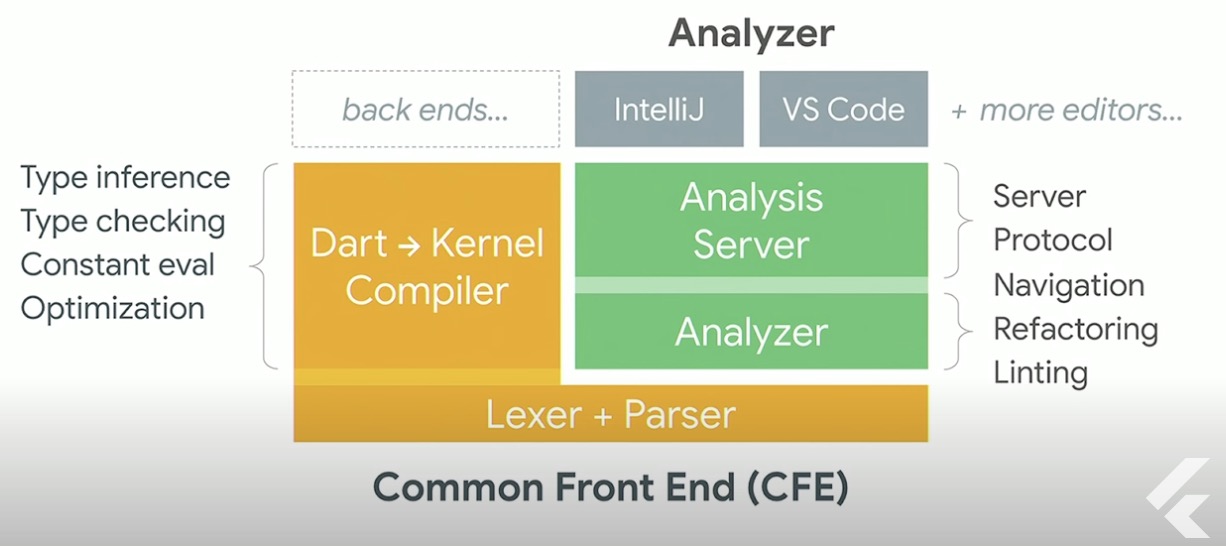 Analyzer
back ends...
IntelliJ
VS Code
+ more editors...
Type inference
Type checking
Constant eval
Optimization
Dart → Kernel
Compiler
Analysis
Server
Analyzer
Server
Protocol
Navigation
Refactoring
Linting
Lexer + Parser
Common Front End (CFE)